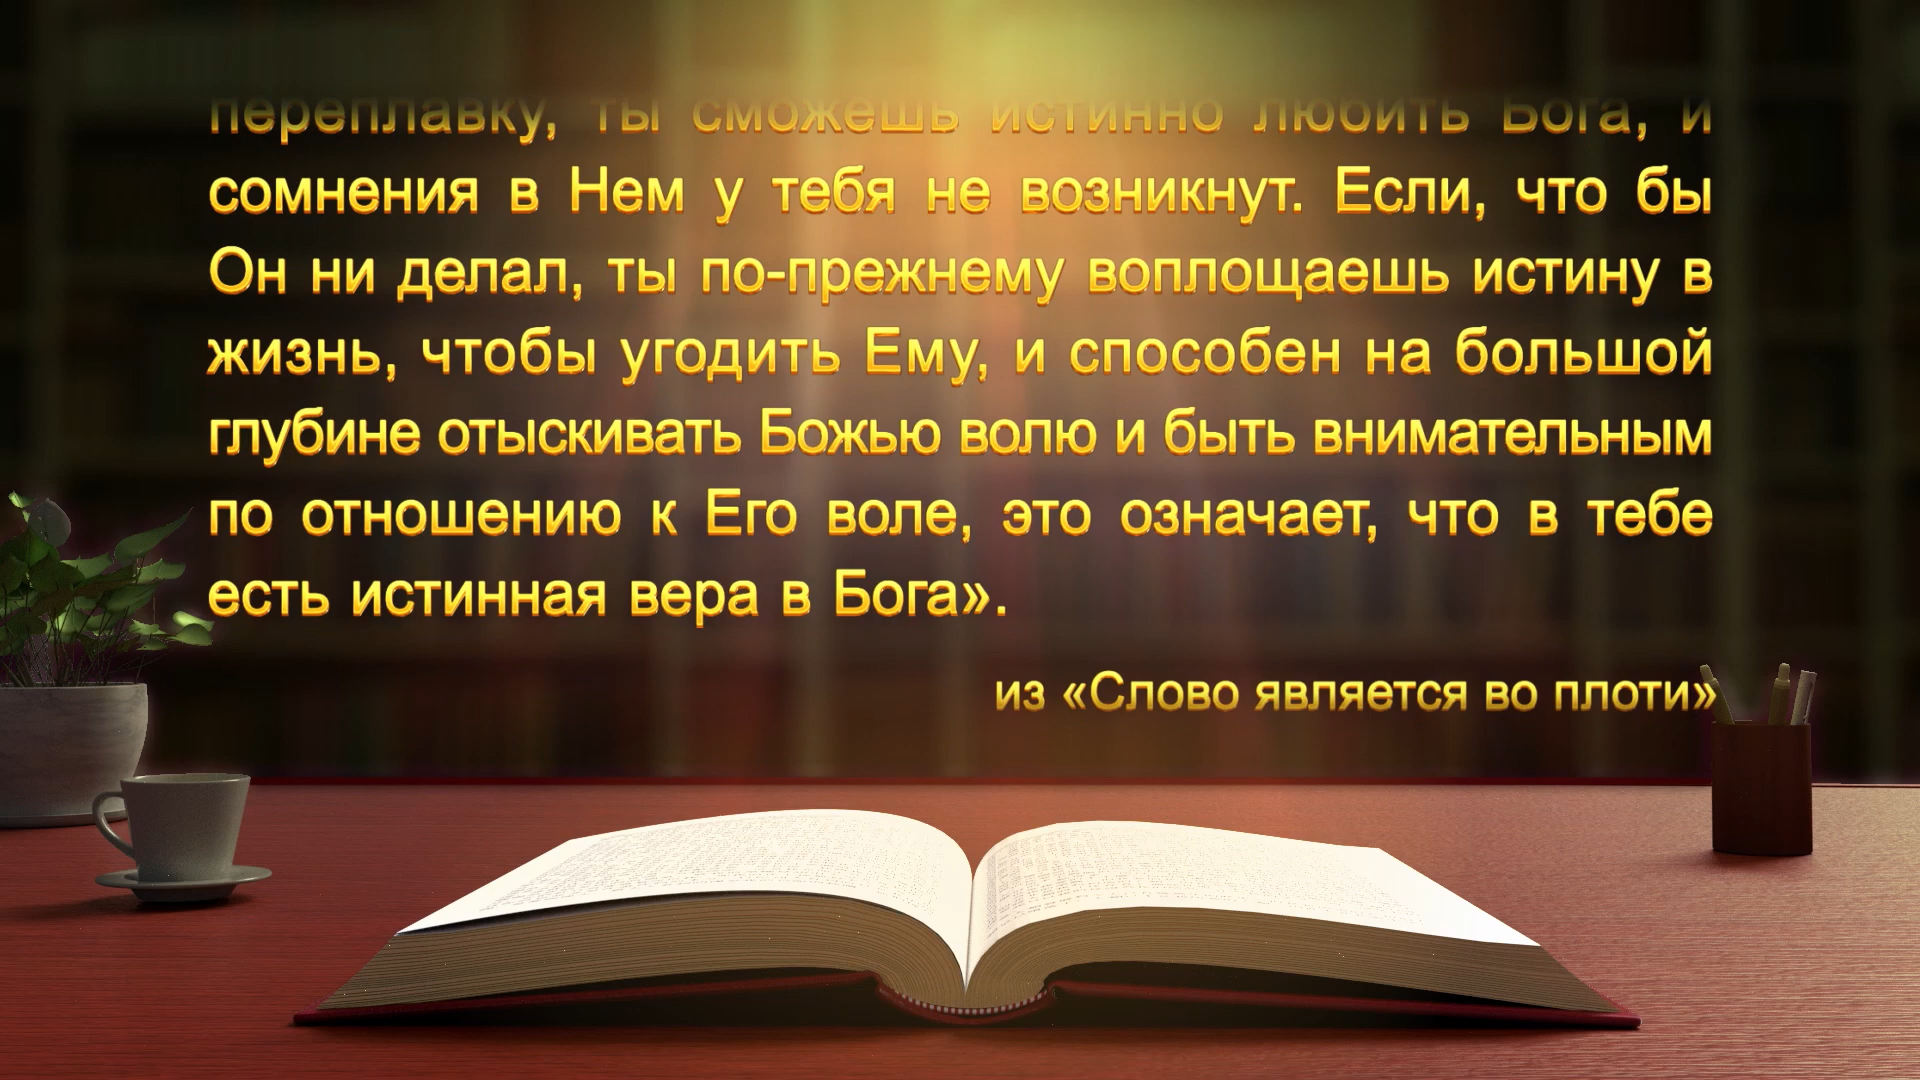 переплавку, ты сможешь истинно любить Бога, и
сомнения в Нем у тебя не возникнут. Если, что бы
Он ни делал, ты по-прежнему воплощаешь истину в
жизнь, чтобы угодить Ему, и способен на большой
глубине отыскивать Божью волю и быть внимательным
по отношению к Его воле, это означает, что в тебе
есть истинная вера в Бога».
из «Слово является во плоти»